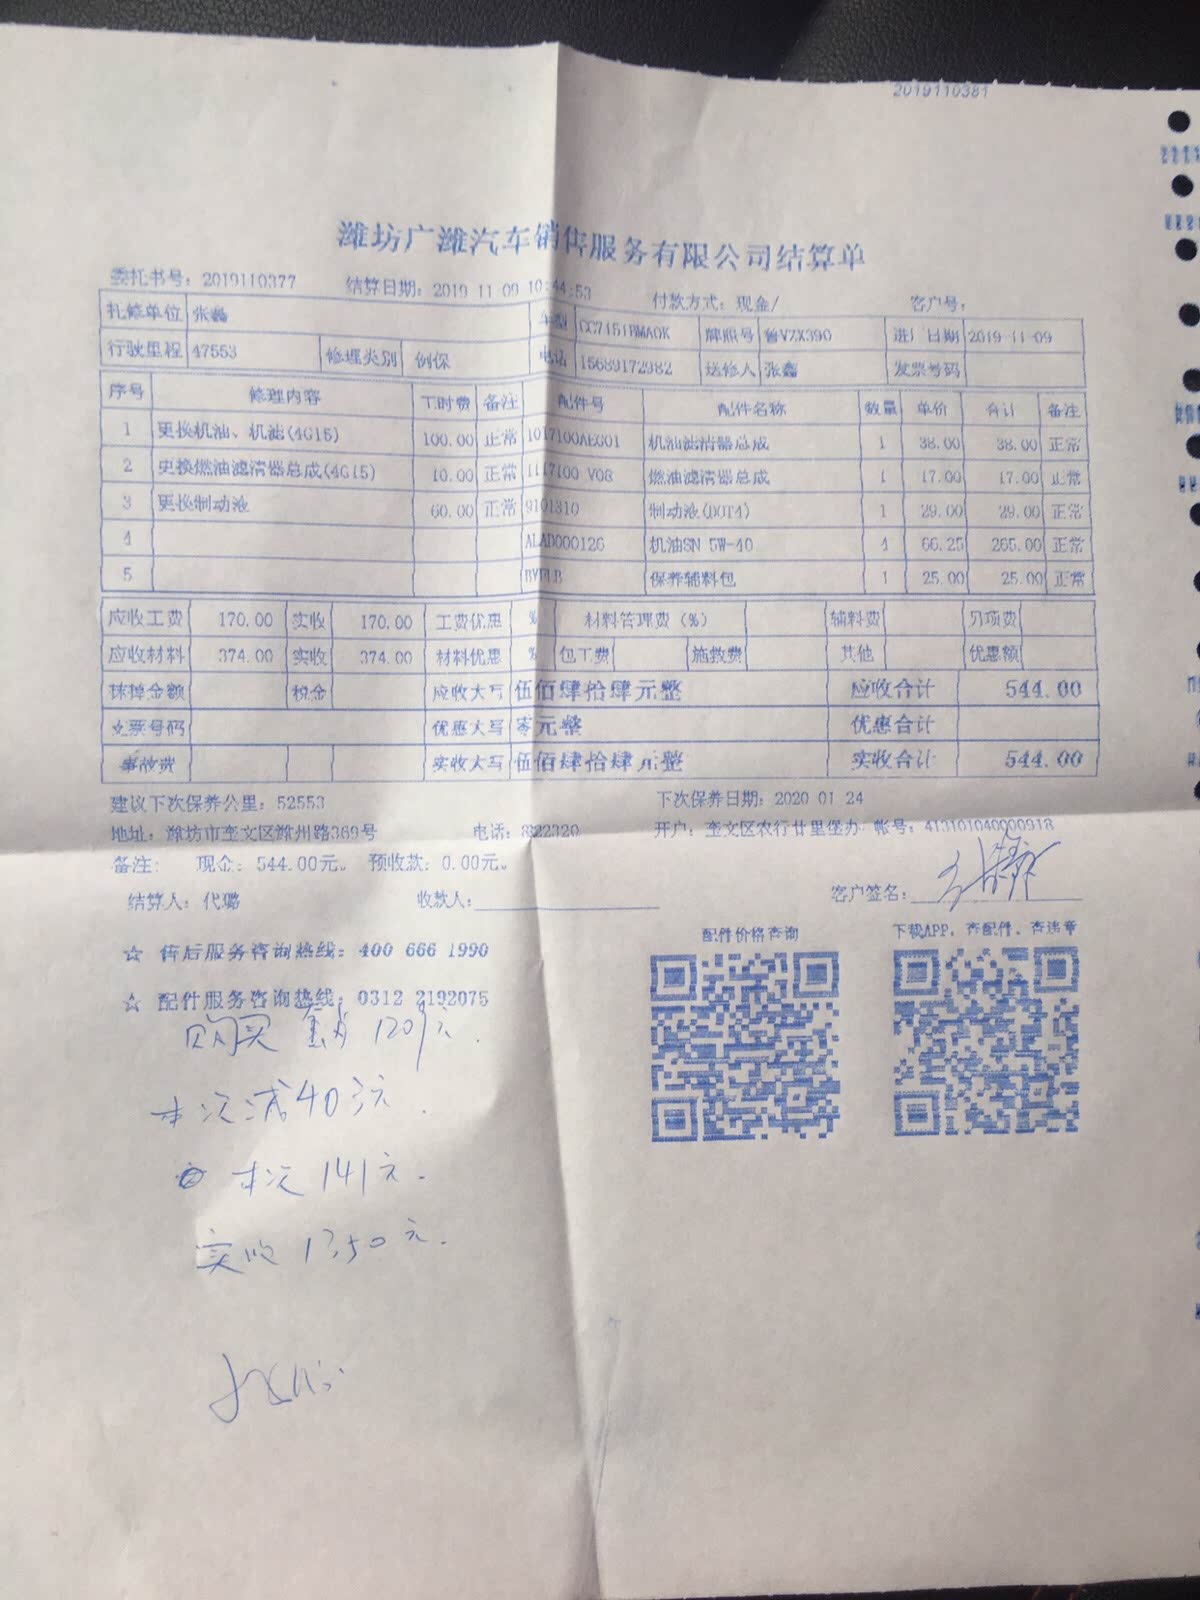 2019110381
潍坊广潍汽车销售服务有限公司结算单
委托书号：2019110377 结算日期：2019-11-09 10:44:53 付款方式：现金/ 客户号：
托修单位 张鑫 车型 CC7151BMA0K 牌照号 鲁V7X390 进厂日期 2019-11-09
行驶里程 47553 修理类别 例保 电话 15689172982 送修人 张鑫 发票号码
序号 修理内容 工时费 备注 配件号 配件名称 数量 单价 合计 备注
1 更换机油、机滤(4G15) 100.00 正常 1017100AEG01 机油滤清器总成 1 38.00 38.00 正常
2 更换燃油滤清器总成(4G15) 10.00 正常 1117100-V08 燃油滤清器总成 1 17.00 17.00 正常
3 更换制动液 60.00 正常 9101310 制动液(DOT4) 1 29.00 29.00 正常
4 ALAD000126 机油SN 5W-40 4 66.25 265.00 正常
5 BYFLB 保养辅料包 1 25.00 25.00 正常
应收工费 170.00 实收 170.00 工费优惠 % 材料管理费（%） 辅料费 另项费
应收材料 374.00 实收 374.00 材料优惠 % 包工费 施救费 其他 优惠额
抹掉金额 税金 应收大写 伍佰肆拾肆元整 应收合计 544.00
支票号码 优惠大写 零元整 优惠合计
事故费 实收大写 伍佰肆拾肆元整 实收合计 544.00
建议下次保养公里：52553 下次保养日期：2020-01-24
地址：潍坊市奎文区潍州路369号 电话：8822320 开户：奎文区农行廿里堡办 帐号：413101040000918
备注： 现金：544.00元。 预收款：0.00元。
结算人：代璐 收款人： 客户签名：
☆ 售后服务咨询热线：400 666 1990
配件价格查询 下载APP，查配件、查违章
☆ 配件服务咨询热线：0312 2192075
购买 套餐 1209元.
本次减403元.
本次 141元.
实收 1350元.